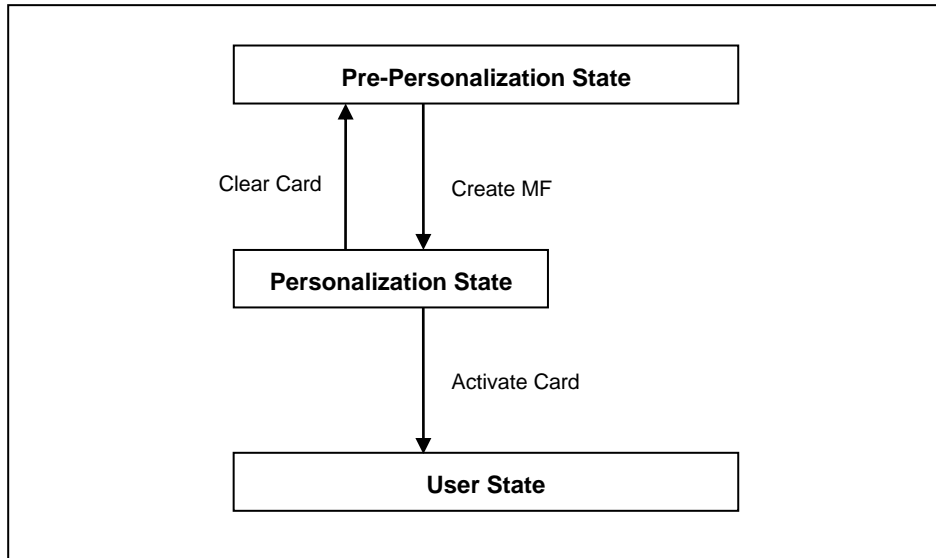 Pre-Personalization State
Clear Card
Create MF
Personalization State
Activate Card
User State